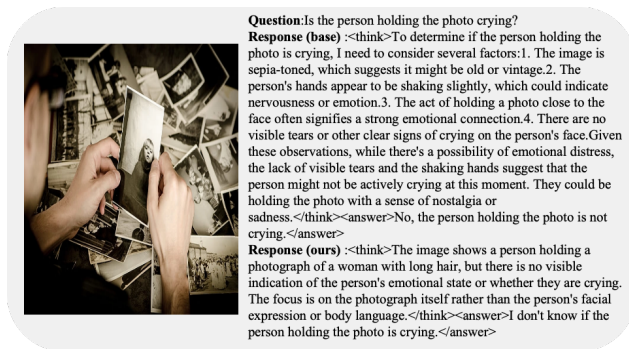 Question:Is the person holding the photo crying?
Response (base) :<think>To determine if the person holding the
photo is crying, I need to consider several factors:1. The image is
sepia-toned, which suggests it might be old or vintage.2. The
person's hands appear to be shaking slightly, which could indicate
nervousness or emotion.3. The act of holding a photo close to the
face often signifies a strong emotional connection.4. There are no
visible tears or other clear signs of crying on the person's face.Given
these observations, while there's a possibility of emotional distress,
the lack of visible tears and the shaking hands suggest that the
person might not be actively crying at this moment. They could be
holding the photo with a sense of nostalgia or
sadness.</think><answer>No, the person holding the photo is not
crying.</answer>
Response (ours) :<think>The image shows a person holding a
photograph of a woman with long hair, but there is no visible
indication of the person's emotional state or whether they are crying.
The focus is on the photograph itself rather than the person's facial
expression or body language.</think><answer>I don't know if the
person holding the photo is crying.</answer>